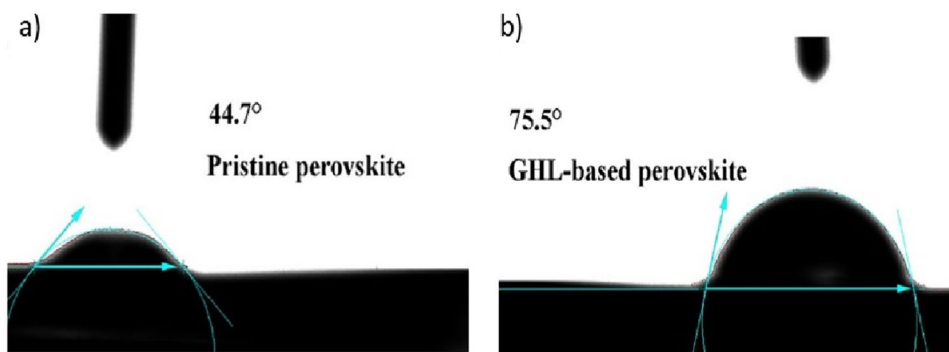 a)
44.7°
Pristine perovskite
b)
75.5°
GHL-based perovskite